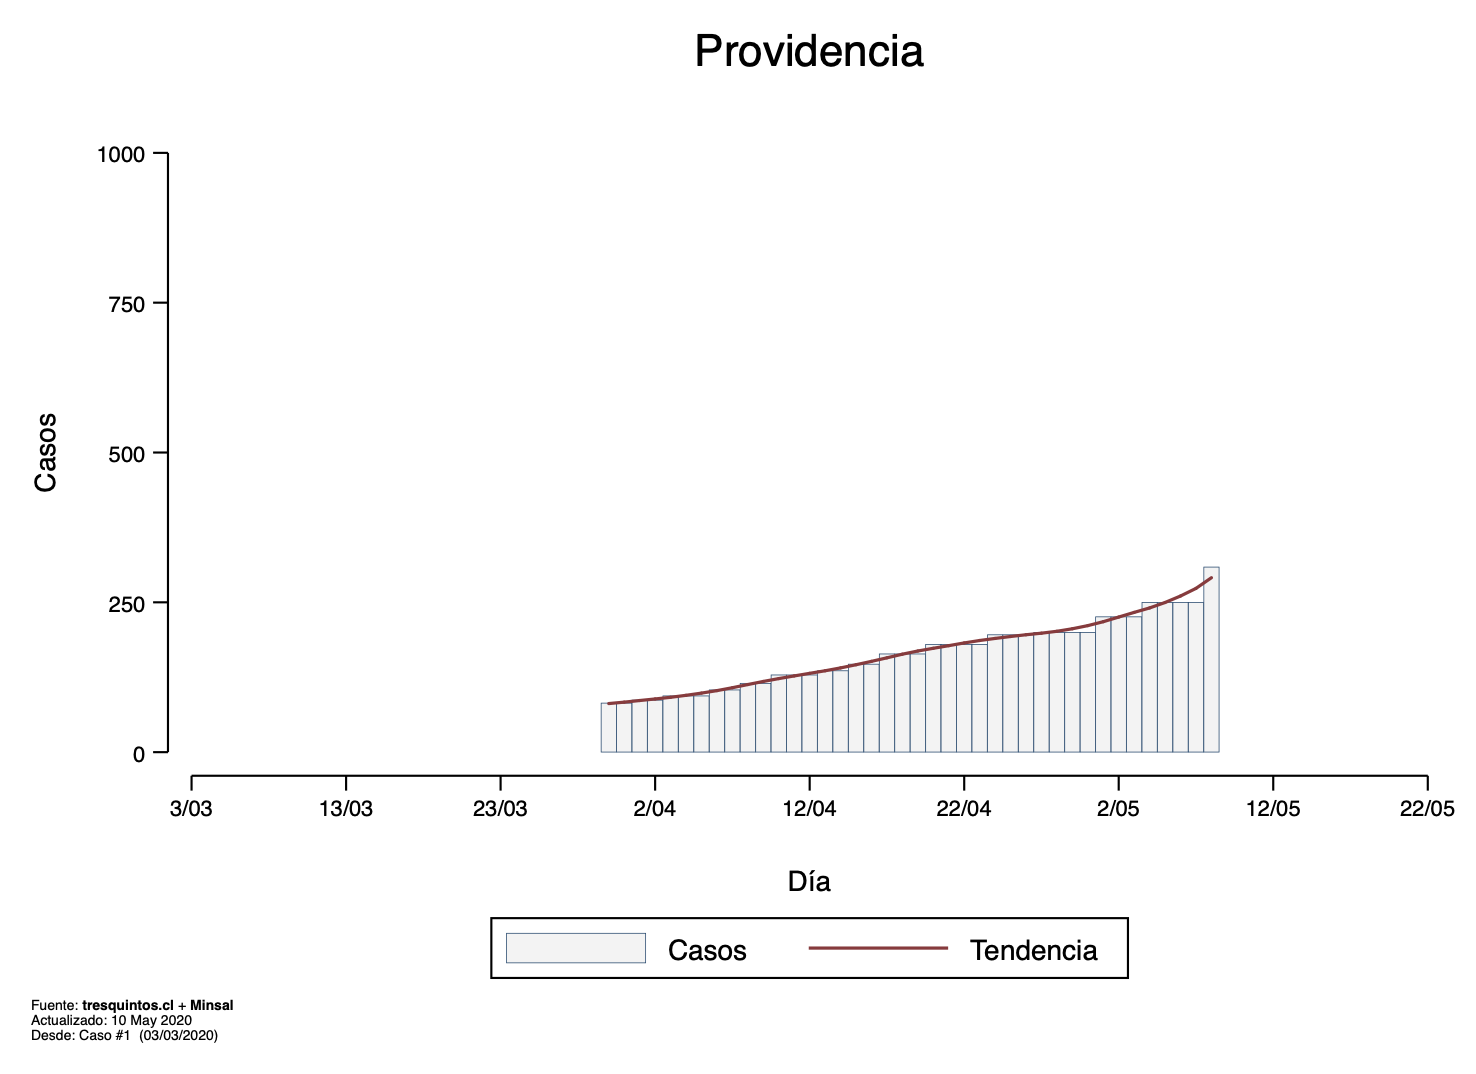 Providencia
1000
750
500
250
0
Casos
3/03
13/03
23/03
2/04
12/04
22/04
2/05
12/05
22/05
Día
Casos
Tendencia
Fuente: tresquintos.cl + Minsal
Actualizado: 10 May 2020
Desde: Caso #1 (03/03/2020)